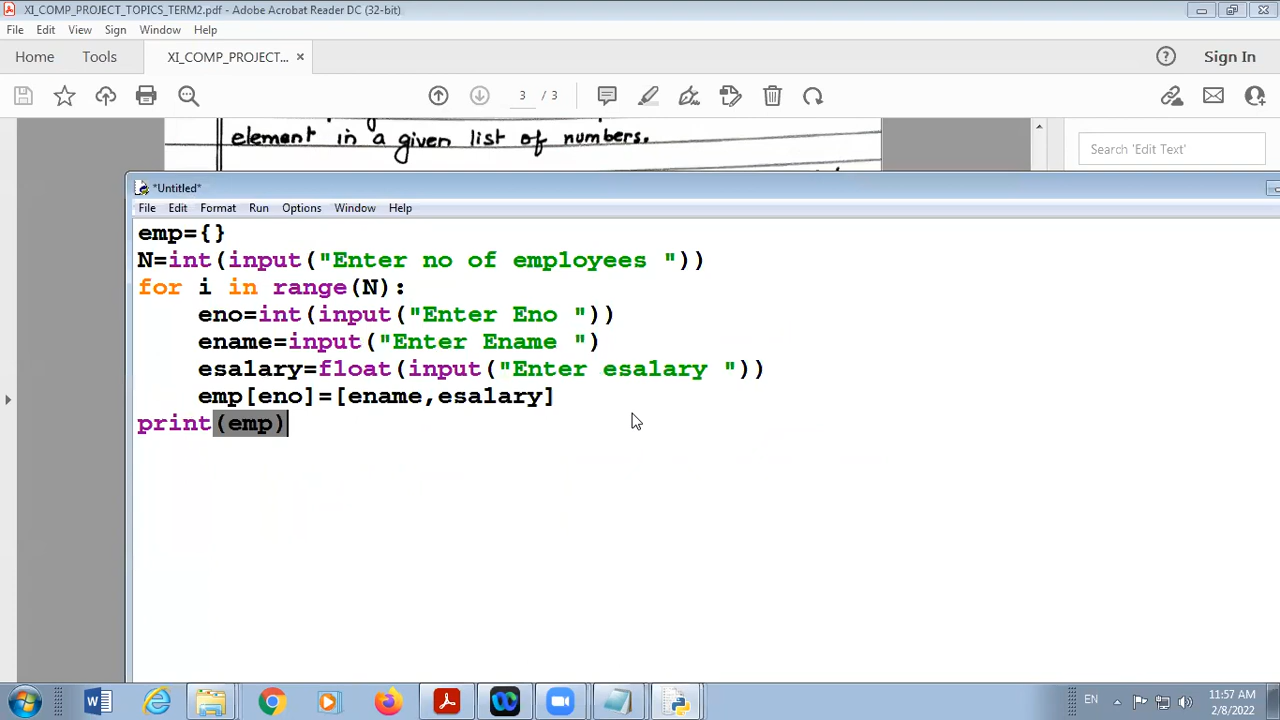 XI_COMP_PROJECT_TOPICS_TERM2.pdf - Adobe Acrobat Reader DC (32-bit)
File Edit View Sign Window Help
Home Tools XI_COMP_PROJECT... × Sign In
3 / 3
element in a given list of numbers.
Search 'Edit Text'
*Untitled*
File Edit Format Run Options Window Help
emp={}
N=int(input("Enter no of employees "))
for i in range(N):
    eno=int(input("Enter Eno "))
    ename=input("Enter Ename ")
    esalary=float(input("Enter esalary "))
    emp[eno]=[ename,esalary]
print(emp)
EN
11:57 AM
2/8/2022